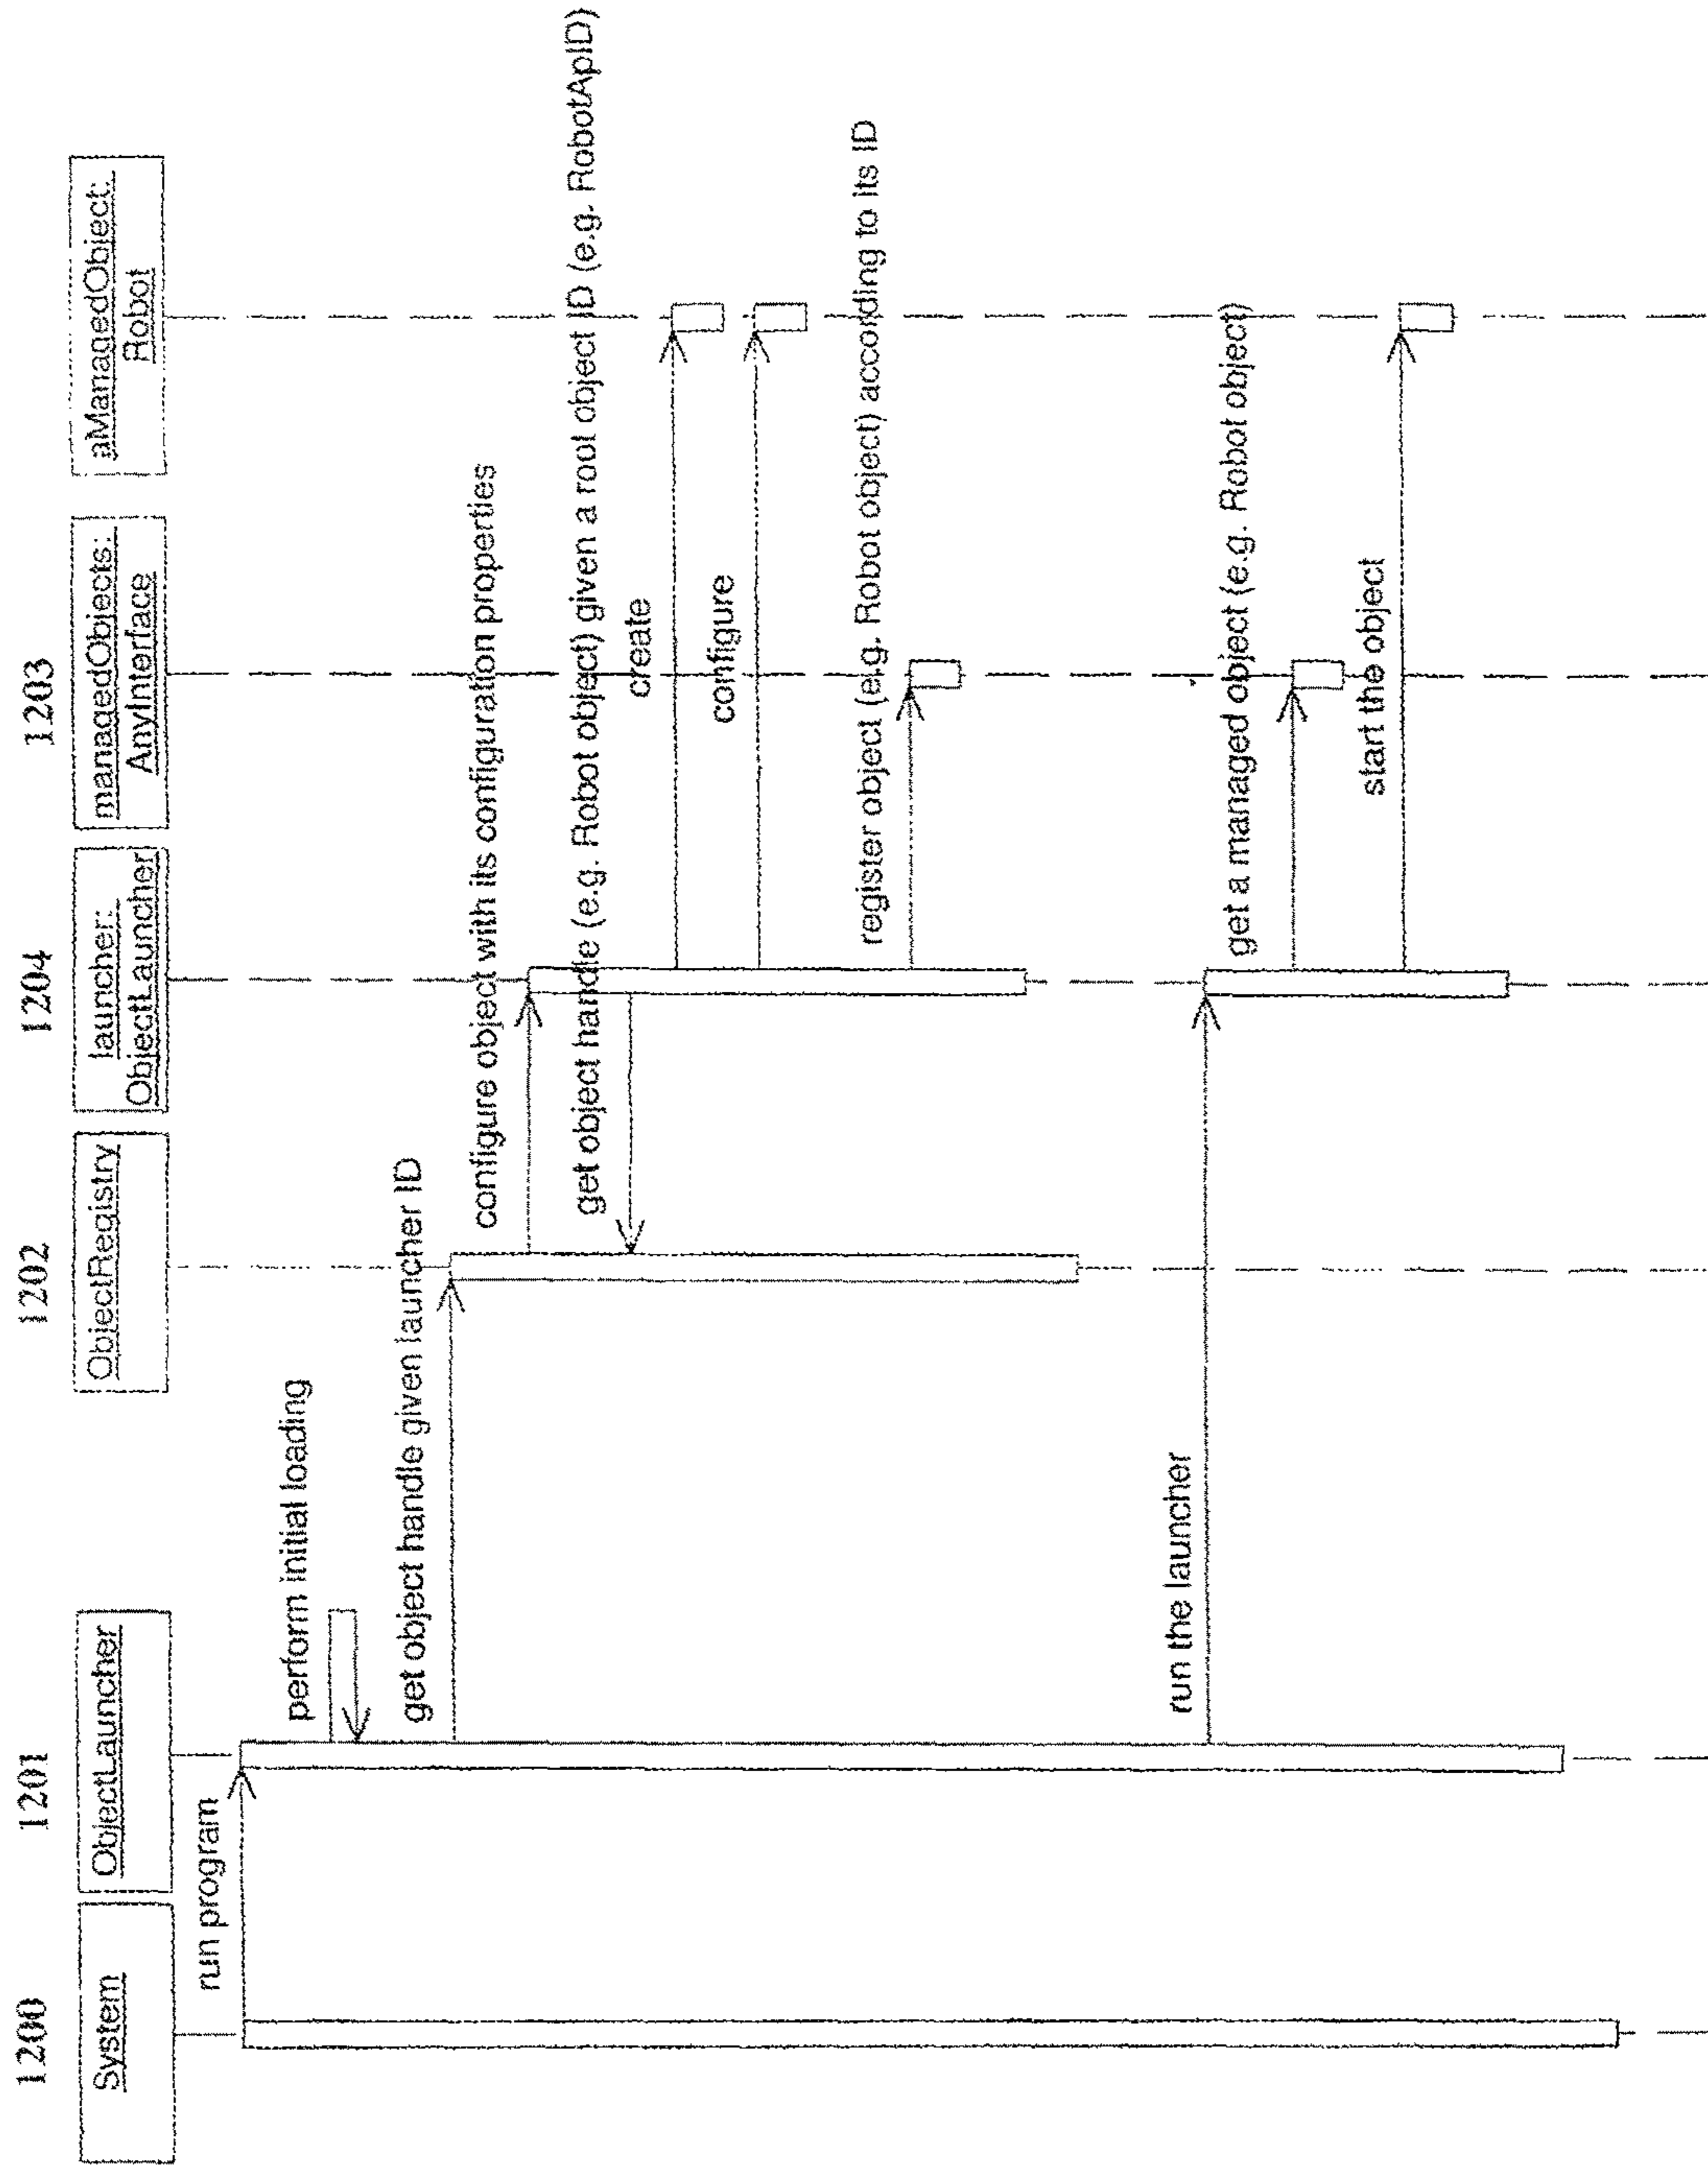 1200
1201
1202
1204
1203
System
ObjectLauncher
ObjectRegistry
launcher:
ObjectLauncher
managedObjects:
AnyInterface
aManagedObject:
Robot
run program
perform initial loading
get object handle given launcher ID
configure object with its configuration properties
get object handle (e.g. Robot object) given a root object ID (e.g. RobotApID)
create
configure
register object (e.g. Robot object) according to its ID
run the launcher
get a managed object (e.g. Robot object)
start the object